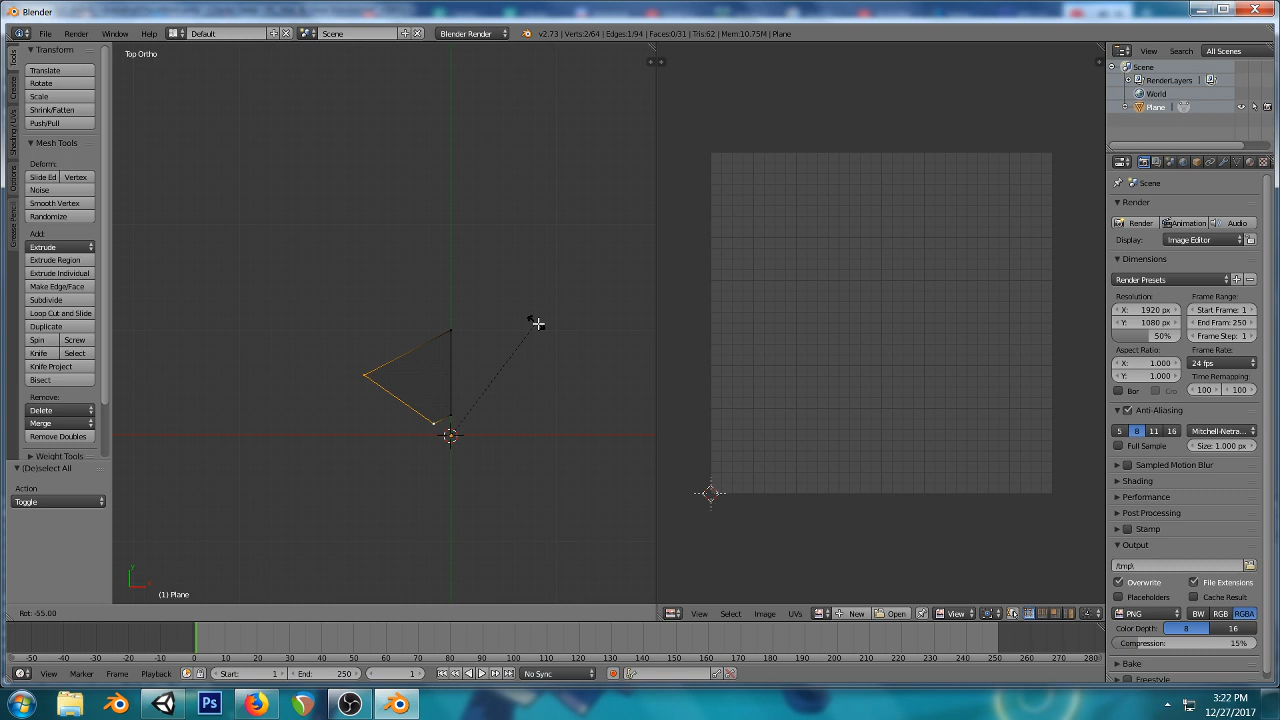 Blender
File Render Window Help Default Scene Blender Render v2.73 | Verts:2/64 | Edges:1/94 | Faces:0/31 | Tris:62 | Mem:10.75M | Plane
Tools
Create
Shading / UVs
Options
Grease Pencil
Transform
Translate
Rotate
Scale
Shrink/Fatten
Push/Pull
Mesh Tools
Deform:
Slide Ed Vertex
Noise
Smooth Vertex
Randomize
Add:
Extrude
Extrude Region
Extrude Individual
Make Edge/Face
Subdivide
Loop Cut and Slide
Duplicate
Spin Screw
Knife Select
Knife Project
Bisect
Remove:
Delete
Merge
Remove Doubles
Weight Tools
(De)select All
Action
Toggle
Top Ortho
(1) Plane
Rot: -55.00
View Select Image UVs New Open View
View Search All Scenes
Scene
RenderLayers
World
Plane
Scene
Render
Render Animation Audio
Display: Image Editor
Dimensions
Render Presets
Resolution: Frame Range:
X: 1920 px Start Frame: 1
Y: 1080 px End Fram: 250
50% Frame Step: 1
Aspect Ratio: Frame Rate:
X: 1.000 24 fps
Y: 1.000 Time Remapping:
Bor Cro 100 100
Anti-Aliasing
5 8 11 16 Mitchell-Netra...
Full Sample Size: 1.000 px
Sampled Motion Blur
Shading
Performance
Post Processing
Stamp
Output
/tmp\
Overwrite File Extensions
Placeholders Cache Result
PNG BW RGB RGBA
Color Depth: 8 16
Compression: 15%
Bake
Freestyle
-50 -40 -30 -20 -10 0 10 20 30 40 50 60 70 80 90 100 110 120 130 140 150 160 170 180 190 200 210 220 230 240 250 260 270 280
View Marker Frame Playback Start: 1 End: 250 1 No Sync
Ps
3:22 PM
12/27/2017